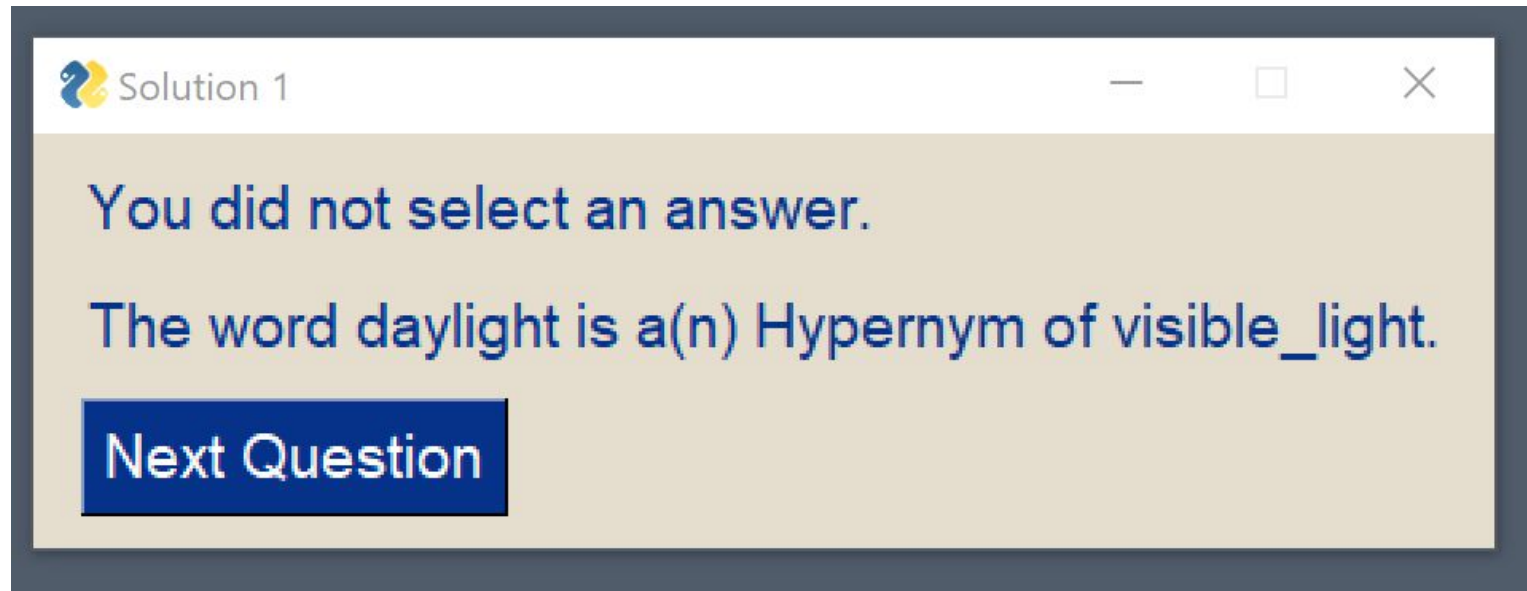 Solution 1
You did not select an answer.
The word daylight is a(n) Hypernym of visible_light.
Next Question